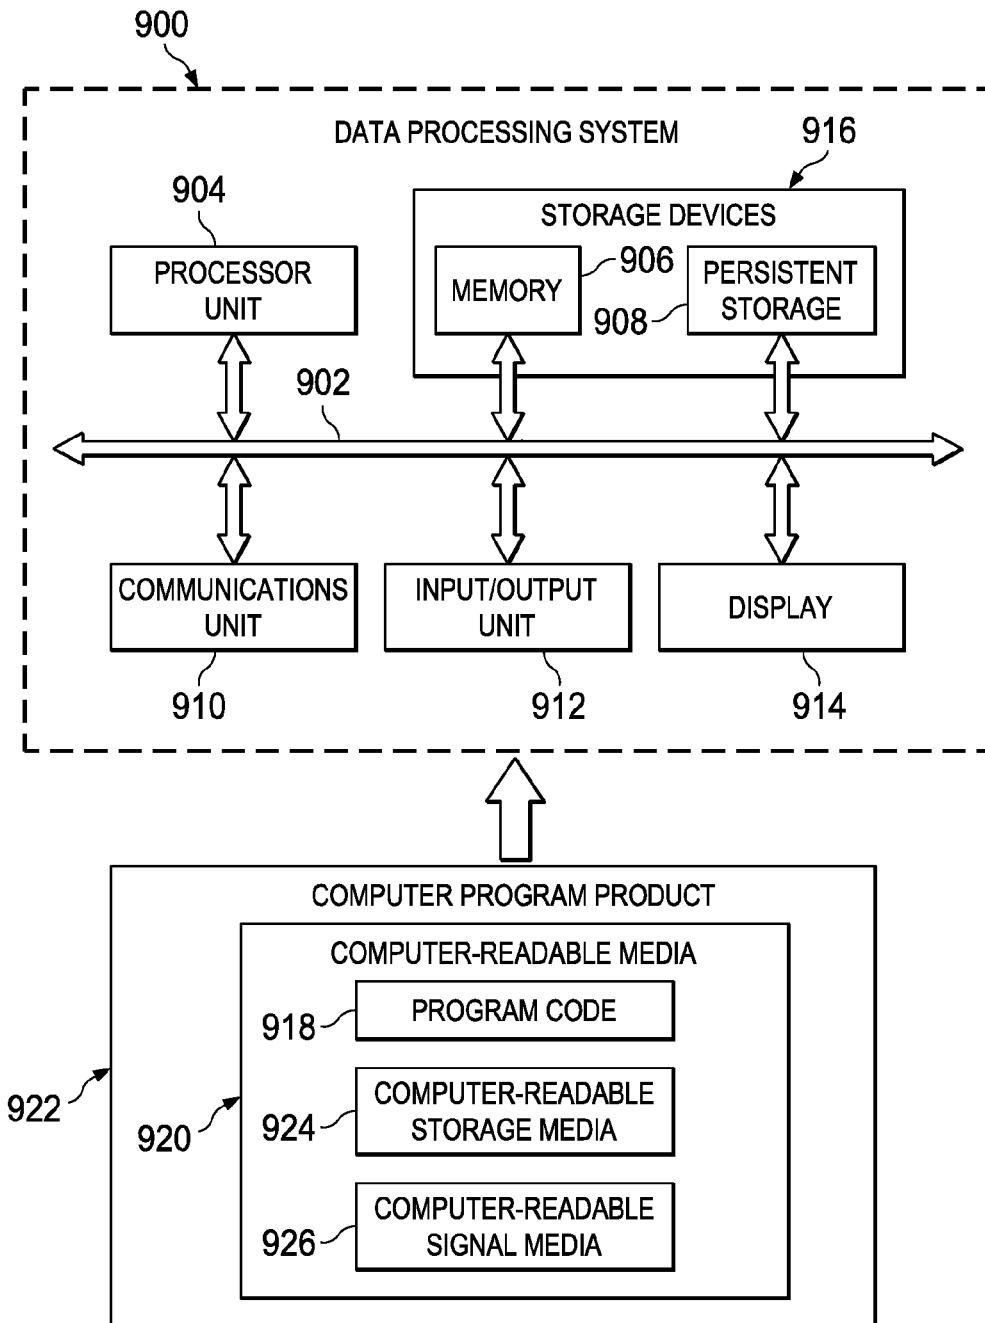 900
DATA PROCESSING SYSTEM
916
904
STORAGE DEVICES
PROCESSOR
UNIT
MEMORY
906
908
PERSISTENT
STORAGE
902
COMMUNICATIONS
UNIT
INPUT/OUTPUT
UNIT
DISPLAY
910
912
914
COMPUTER PROGRAM PRODUCT
COMPUTER-READABLE MEDIA
918
PROGRAM CODE
922
920
924
COMPUTER-READABLE
STORAGE MEDIA
926
COMPUTER-READABLE
SIGNAL MEDIA